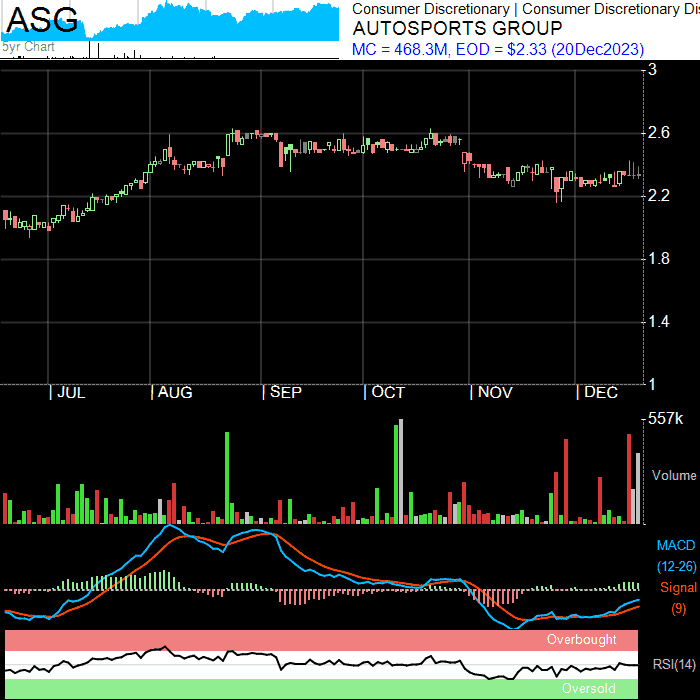 ASG
5yr Chart
Consumer Discretionary | Consumer Discretionary Dis
AUTOSPORTS GROUP
MC = 468.3M, EOD = $2.33 (20Dec2023)
3
2.6
2.2
1.8
1.4
1
JUL
AUG
SEP
OCT
NOV
DEC
557k
Volume
MACD
(12-26)
Signal
(9)
Overbought
RSI(14)
Oversold